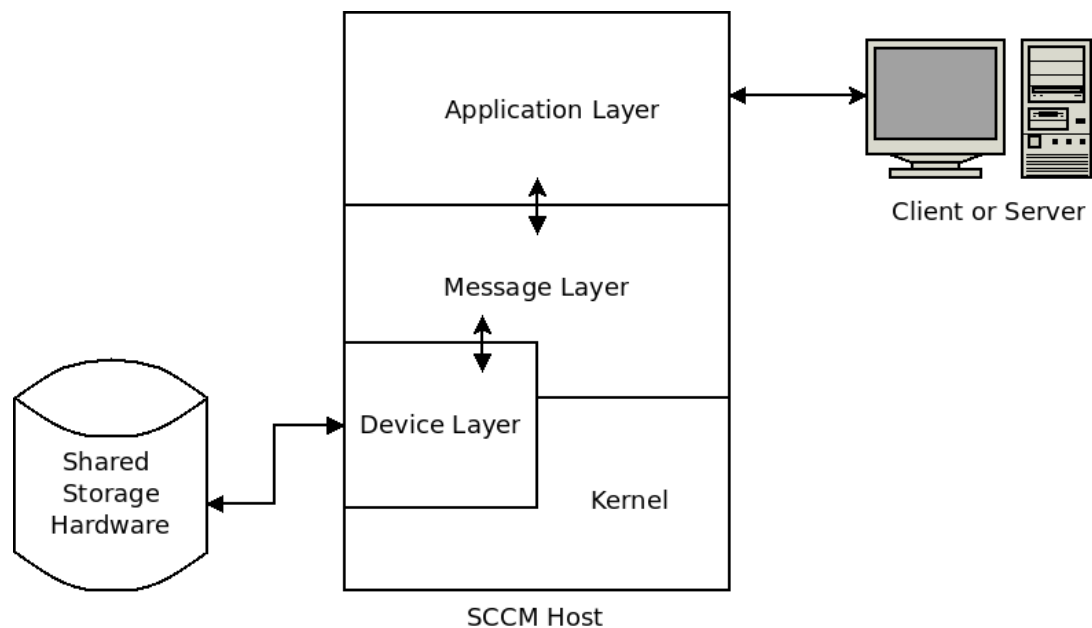 Application Layer
Client or Server
Message Layer
Device Layer
Shared
Storage
Hardware
Kernel
SCCM Host